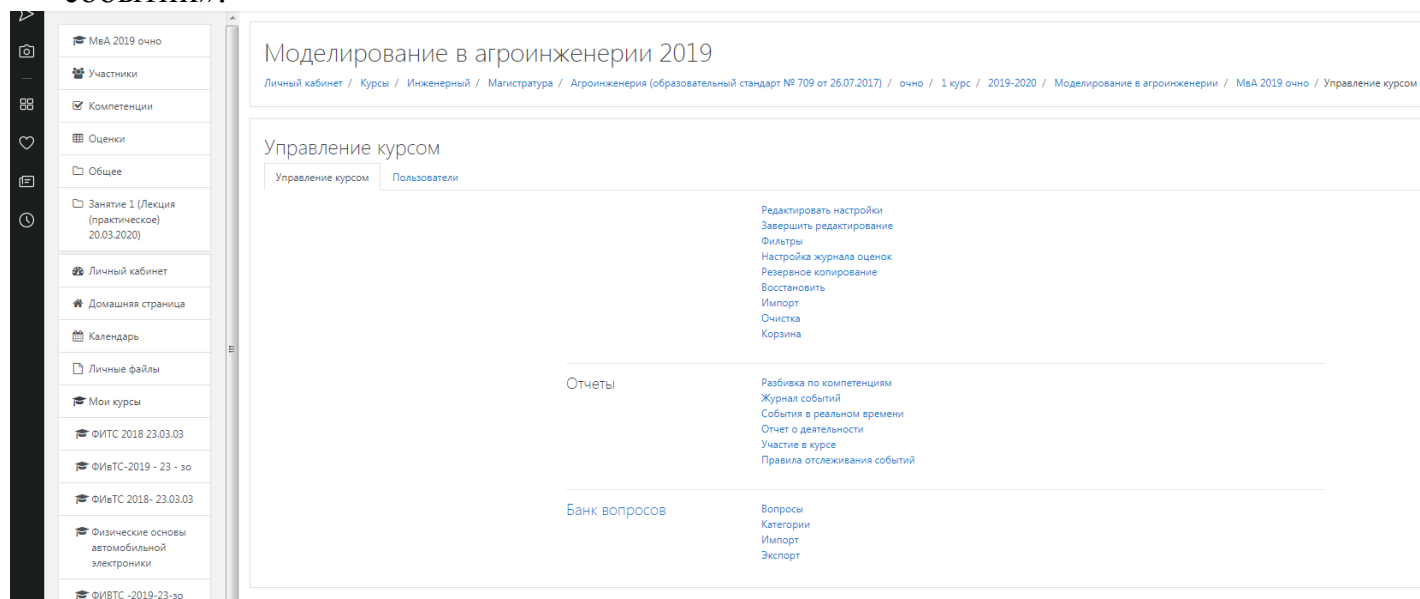 события».
МвА 2019 очно
Участники
Компетенции
Оценки
Общее
Занятие 1 (Лекция
(практическое)
20.03.2020)
Личный кабинет
Домашняя страница
Календарь
Личные файлы
Мои курсы
ФИТС 2018 23.03.03
ФИвТС-2019 - 23 - зо
ФИвТС 2018- 23.03.03
Физические основы
автомобильной
электроники
ФИВТС -2019-23-зо
Моделирование в агроинженерии 2019
Личный кабинет / Курсы / Инженерный / Магистратура / Агроинженерия (образовательный стандарт № 709 от 26.07.2017) / очно / 1 курс / 2019-2020 / Моделирование в агроинженерии / МвА 2019 очно / Управление курсом
Управление курсом
Управление курсом Пользователи
Редактировать настройки
Завершить редактирование
Фильтры
Настройка журнала оценок
Резервное копирование
Восстановить
Импорт
Очистка
Корзина
Отчеты
Разбивка по компетенциям
Журнал событий
События в реальном времени
Отчет о деятельности
Участие в курсе
Правила отслеживания событий
Банк вопросов
Вопросы
Категории
Импорт
Экспорт